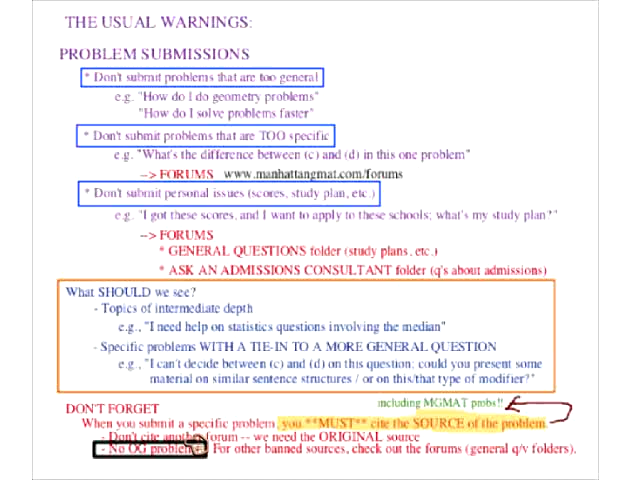 THE USUAL WARNINGS:
PROBLEM SUBMISSIONS
* Don't submit problems that are too general
e.g. "How do I do geometry problems"
"How do I solve problems faster"
* Don't submit problems that are TOO specific
e.g. "What's the difference between (c) and (d) in this one problem"
--> FORUMS www.manhattangmat.com/forums
* Don't submit personal issues (scores, study plan, etc.)
e.g. "I got these scores, and I want to apply to these schools; what's my study plan?"
--> FORUMS
* GENERAL QUESTIONS folder (study plans, etc.)
* ASK AN ADMISSIONS CONSULTANT folder (q's about admissions)
What SHOULD we see?
- Topics of intermediate depth
e.g., "I need help on statistics questions involving the median"
- Specific problems WITH A TIE-IN TO A MORE GENERAL QUESTION
e.g., "I can't decide between (c) and (d) on this question; could you present some
material on similar sentence structures / or on this/that type of modifier?"
including MGMAT probs!!
DON'T FORGET
When you submit a specific problem, you **MUST** cite the SOURCE of the problem.
- Don't cite another forum -- we need the ORIGINAL source
- No OG problems. For other banned sources, check out the forums (general q/v folders).